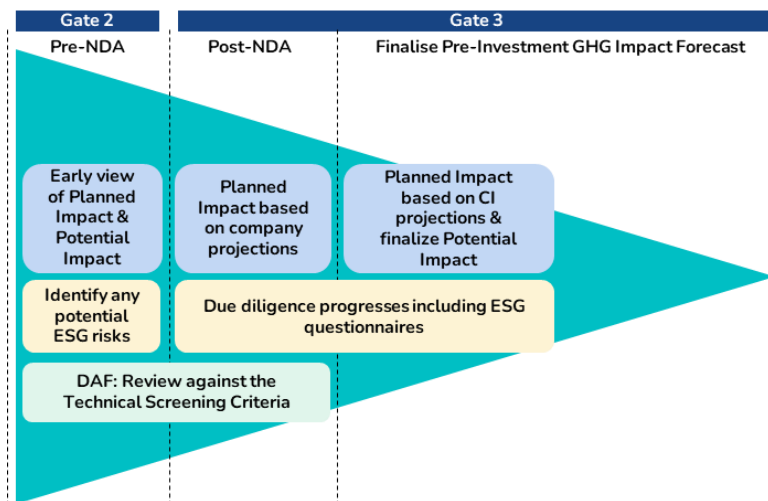 Gate 2
Gate 3
Pre-NDA
Post-NDA
Finalise Pre-Investment GHG Impact Forecast
Early view
of Planned
Impact &
Potential
Impact
Planned
Impact based
on company
projections
Planned Impact
based on CI
projections &
finalize Potential
Impact
Identify any
potential
ESG risks
Due diligence progresses including ESG
questionnaires
DAF: Review against the
Technical Screening Criteria